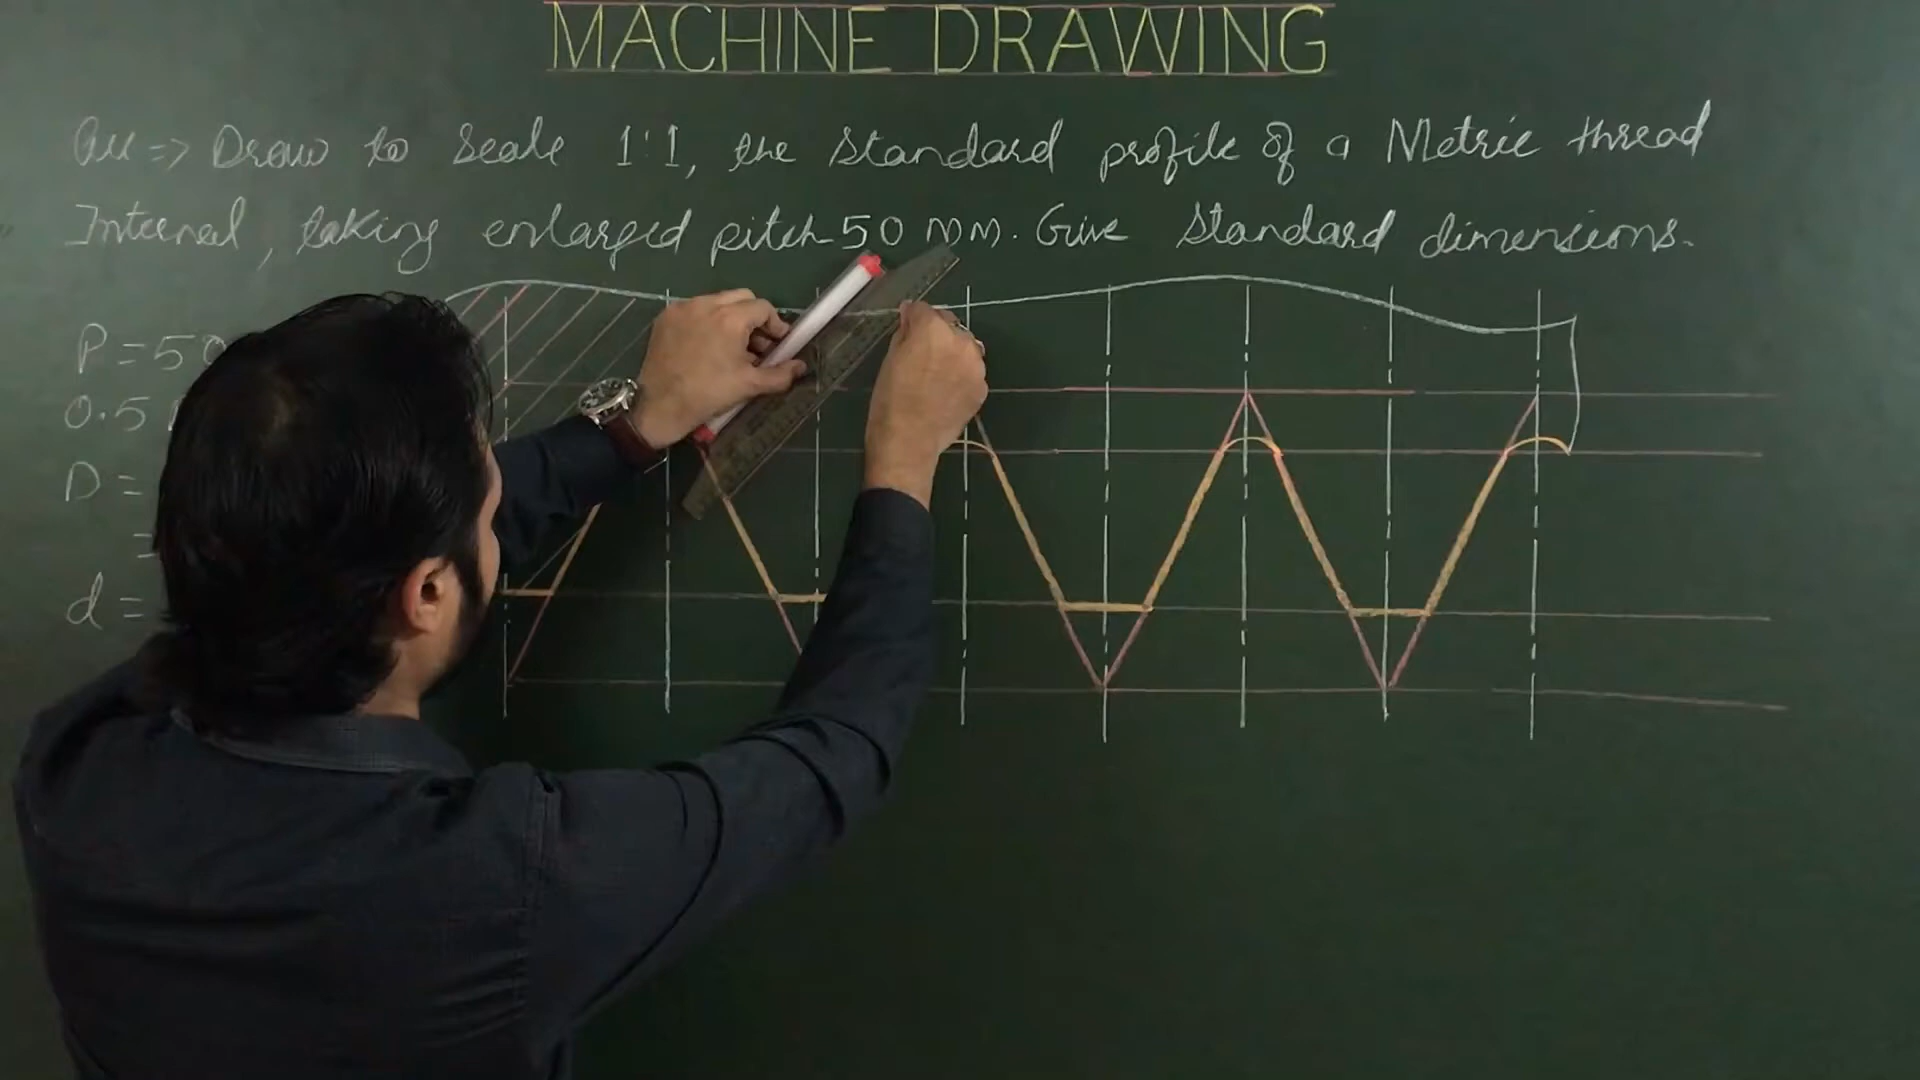 MACHINE DRAWING
Qu => Draw to Scale 1:1, the Standard profile of a Metric thread
Internal, taking enlarged pitch 50 mm. Give Standard dimensions.
P = 50
0.5
D =
=
d =